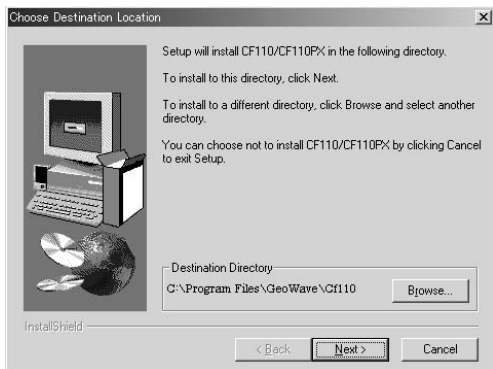 Choose Destination Location
Setup will install CF110/CF110PX in the following directory.
To install to this directory, click Next.
To install to a different directory, click Browse and select another
directory.
You can choose not to install CF110/CF110PX by clicking Cancel
to exit Setup.
Destination Directory
C:\Program Files\GeoWave\Cf110
Browse...
InstallShield
< Back
Next >
Cancel